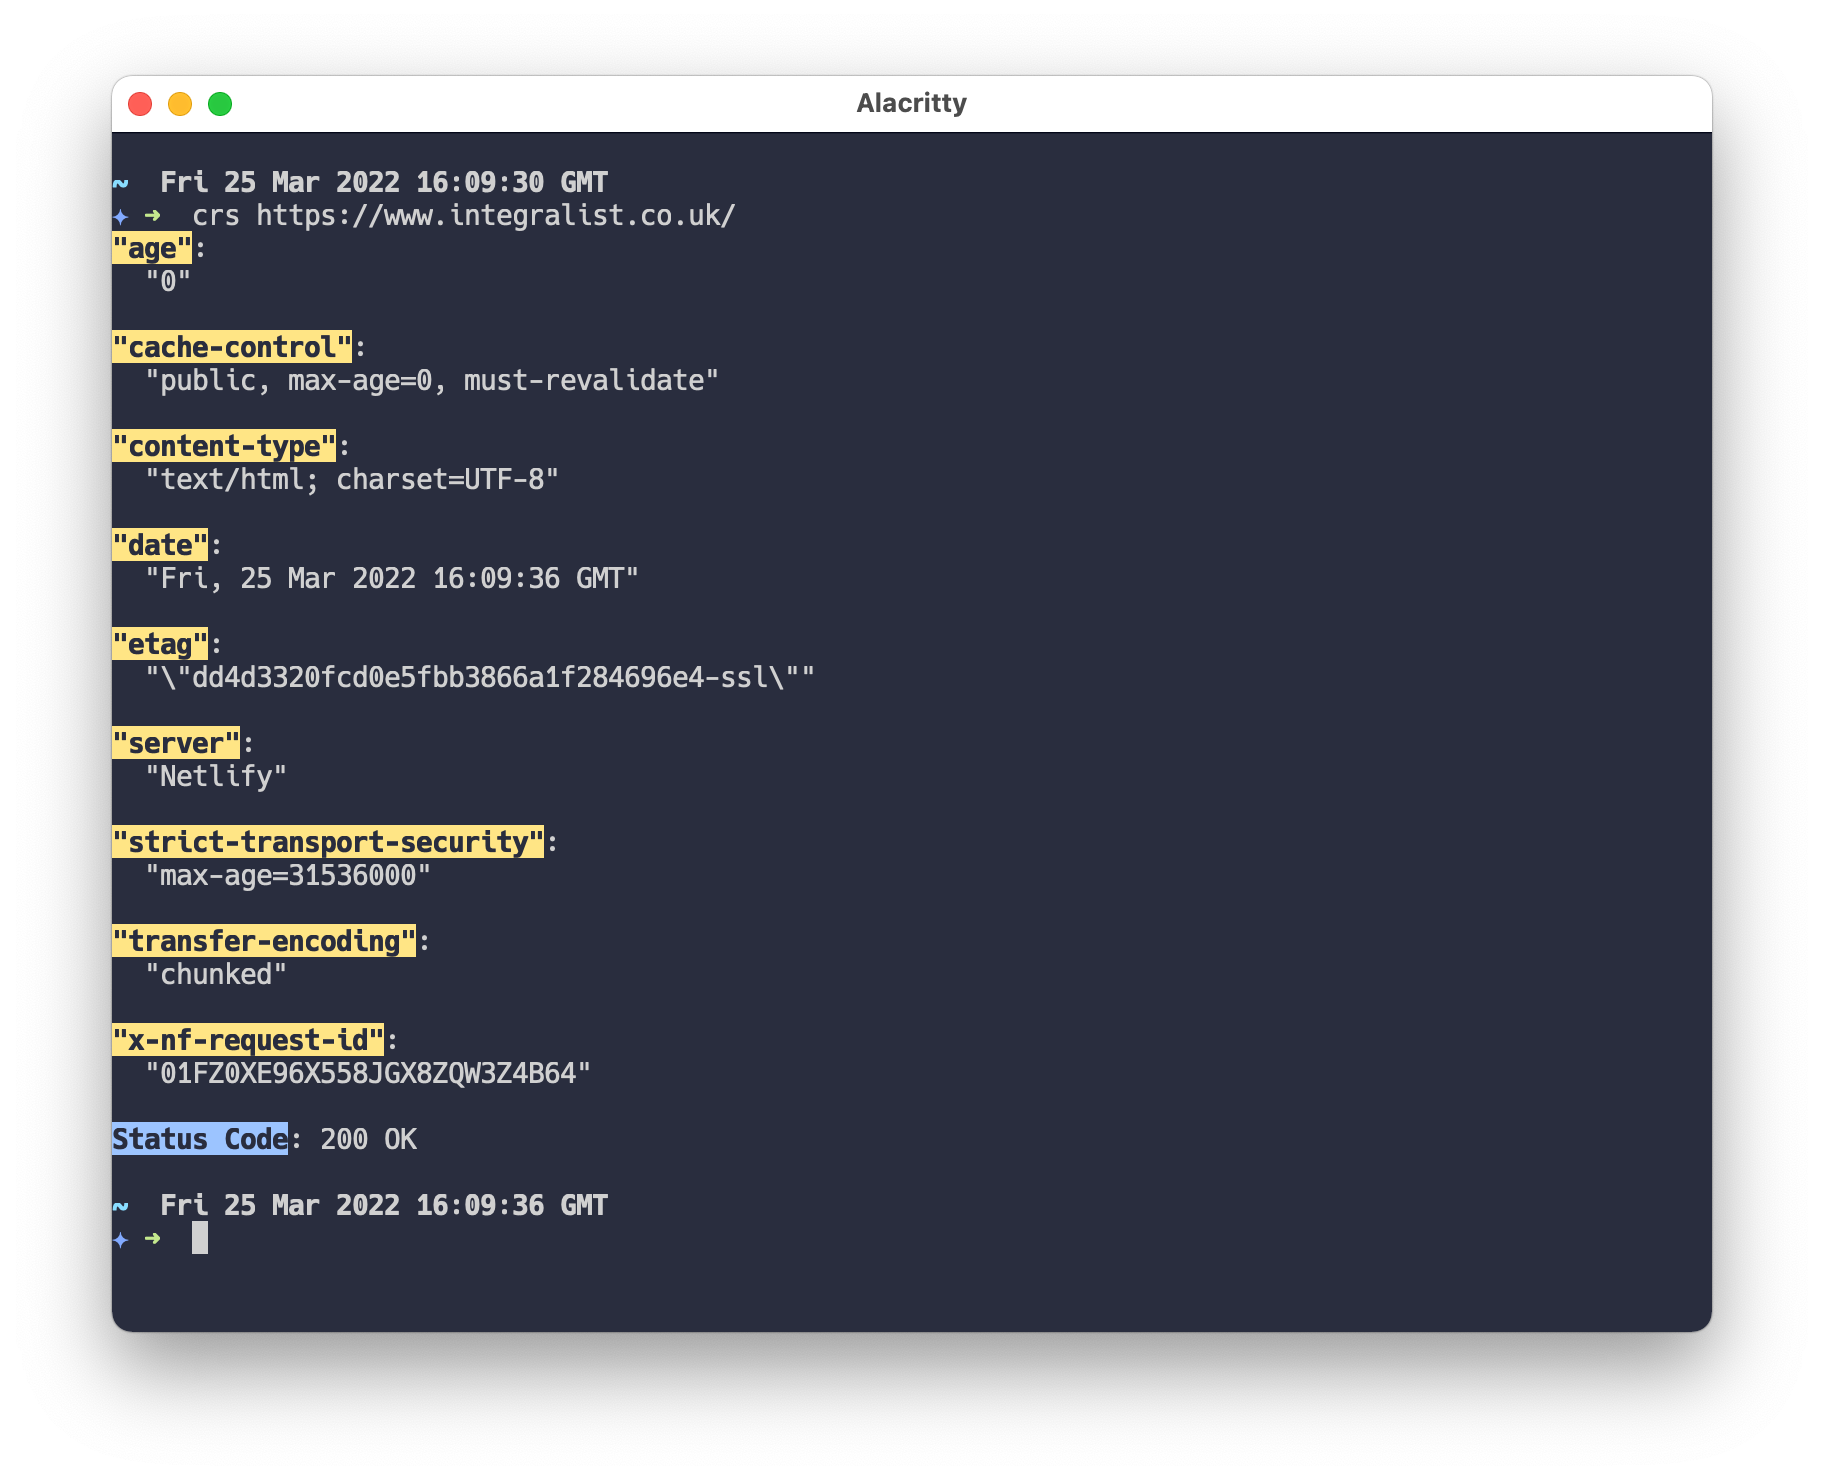 Alacritty
~  Fri 25 Mar 2022 16:09:30 GMT
✦ ➜  crs https://www.integralist.co.uk/
"age":
  "0"
"cache-control":
  "public, max-age=0, must-revalidate"
"content-type":
  "text/html; charset=UTF-8"
"date":
  "Fri, 25 Mar 2022 16:09:36 GMT"
"etag":
  "\"dd4d3320fcd0e5fbb3866a1f284696e4-ssl\""
"server":
  "Netlify"
"strict-transport-security":
  "max-age=31536000"
"transfer-encoding":
  "chunked"
"x-nf-request-id":
  "01FZ0XE96X558JGX8ZQW3Z4B64"
Status Code: 200 OK
~  Fri 25 Mar 2022 16:09:36 GMT
✦ ➜